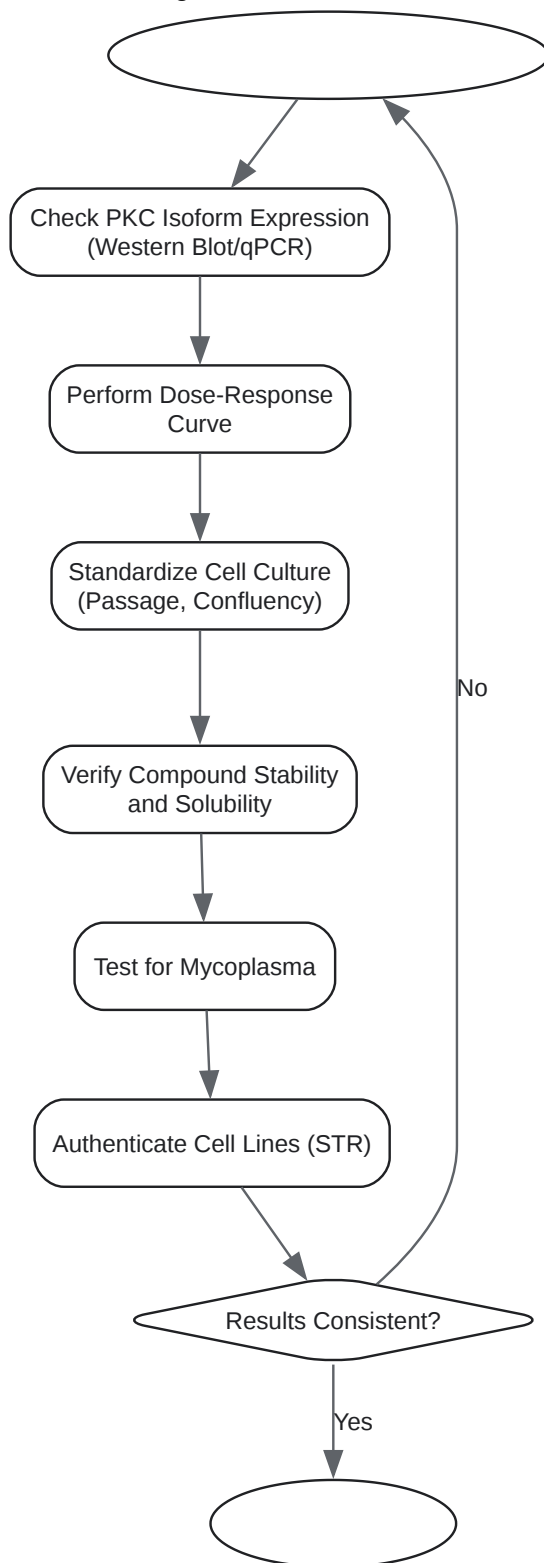 Check PKC Isoform Expression
(Western Blot/qPCR)
Perform Dose-Response
Curve
Standardize Cell Culture
(Passage, Confluency)
No
Verify Compound Stability
and Solubility
Test for Mycoplasma
Authenticate Cell Lines (STR)
Results Consistent?
Yes